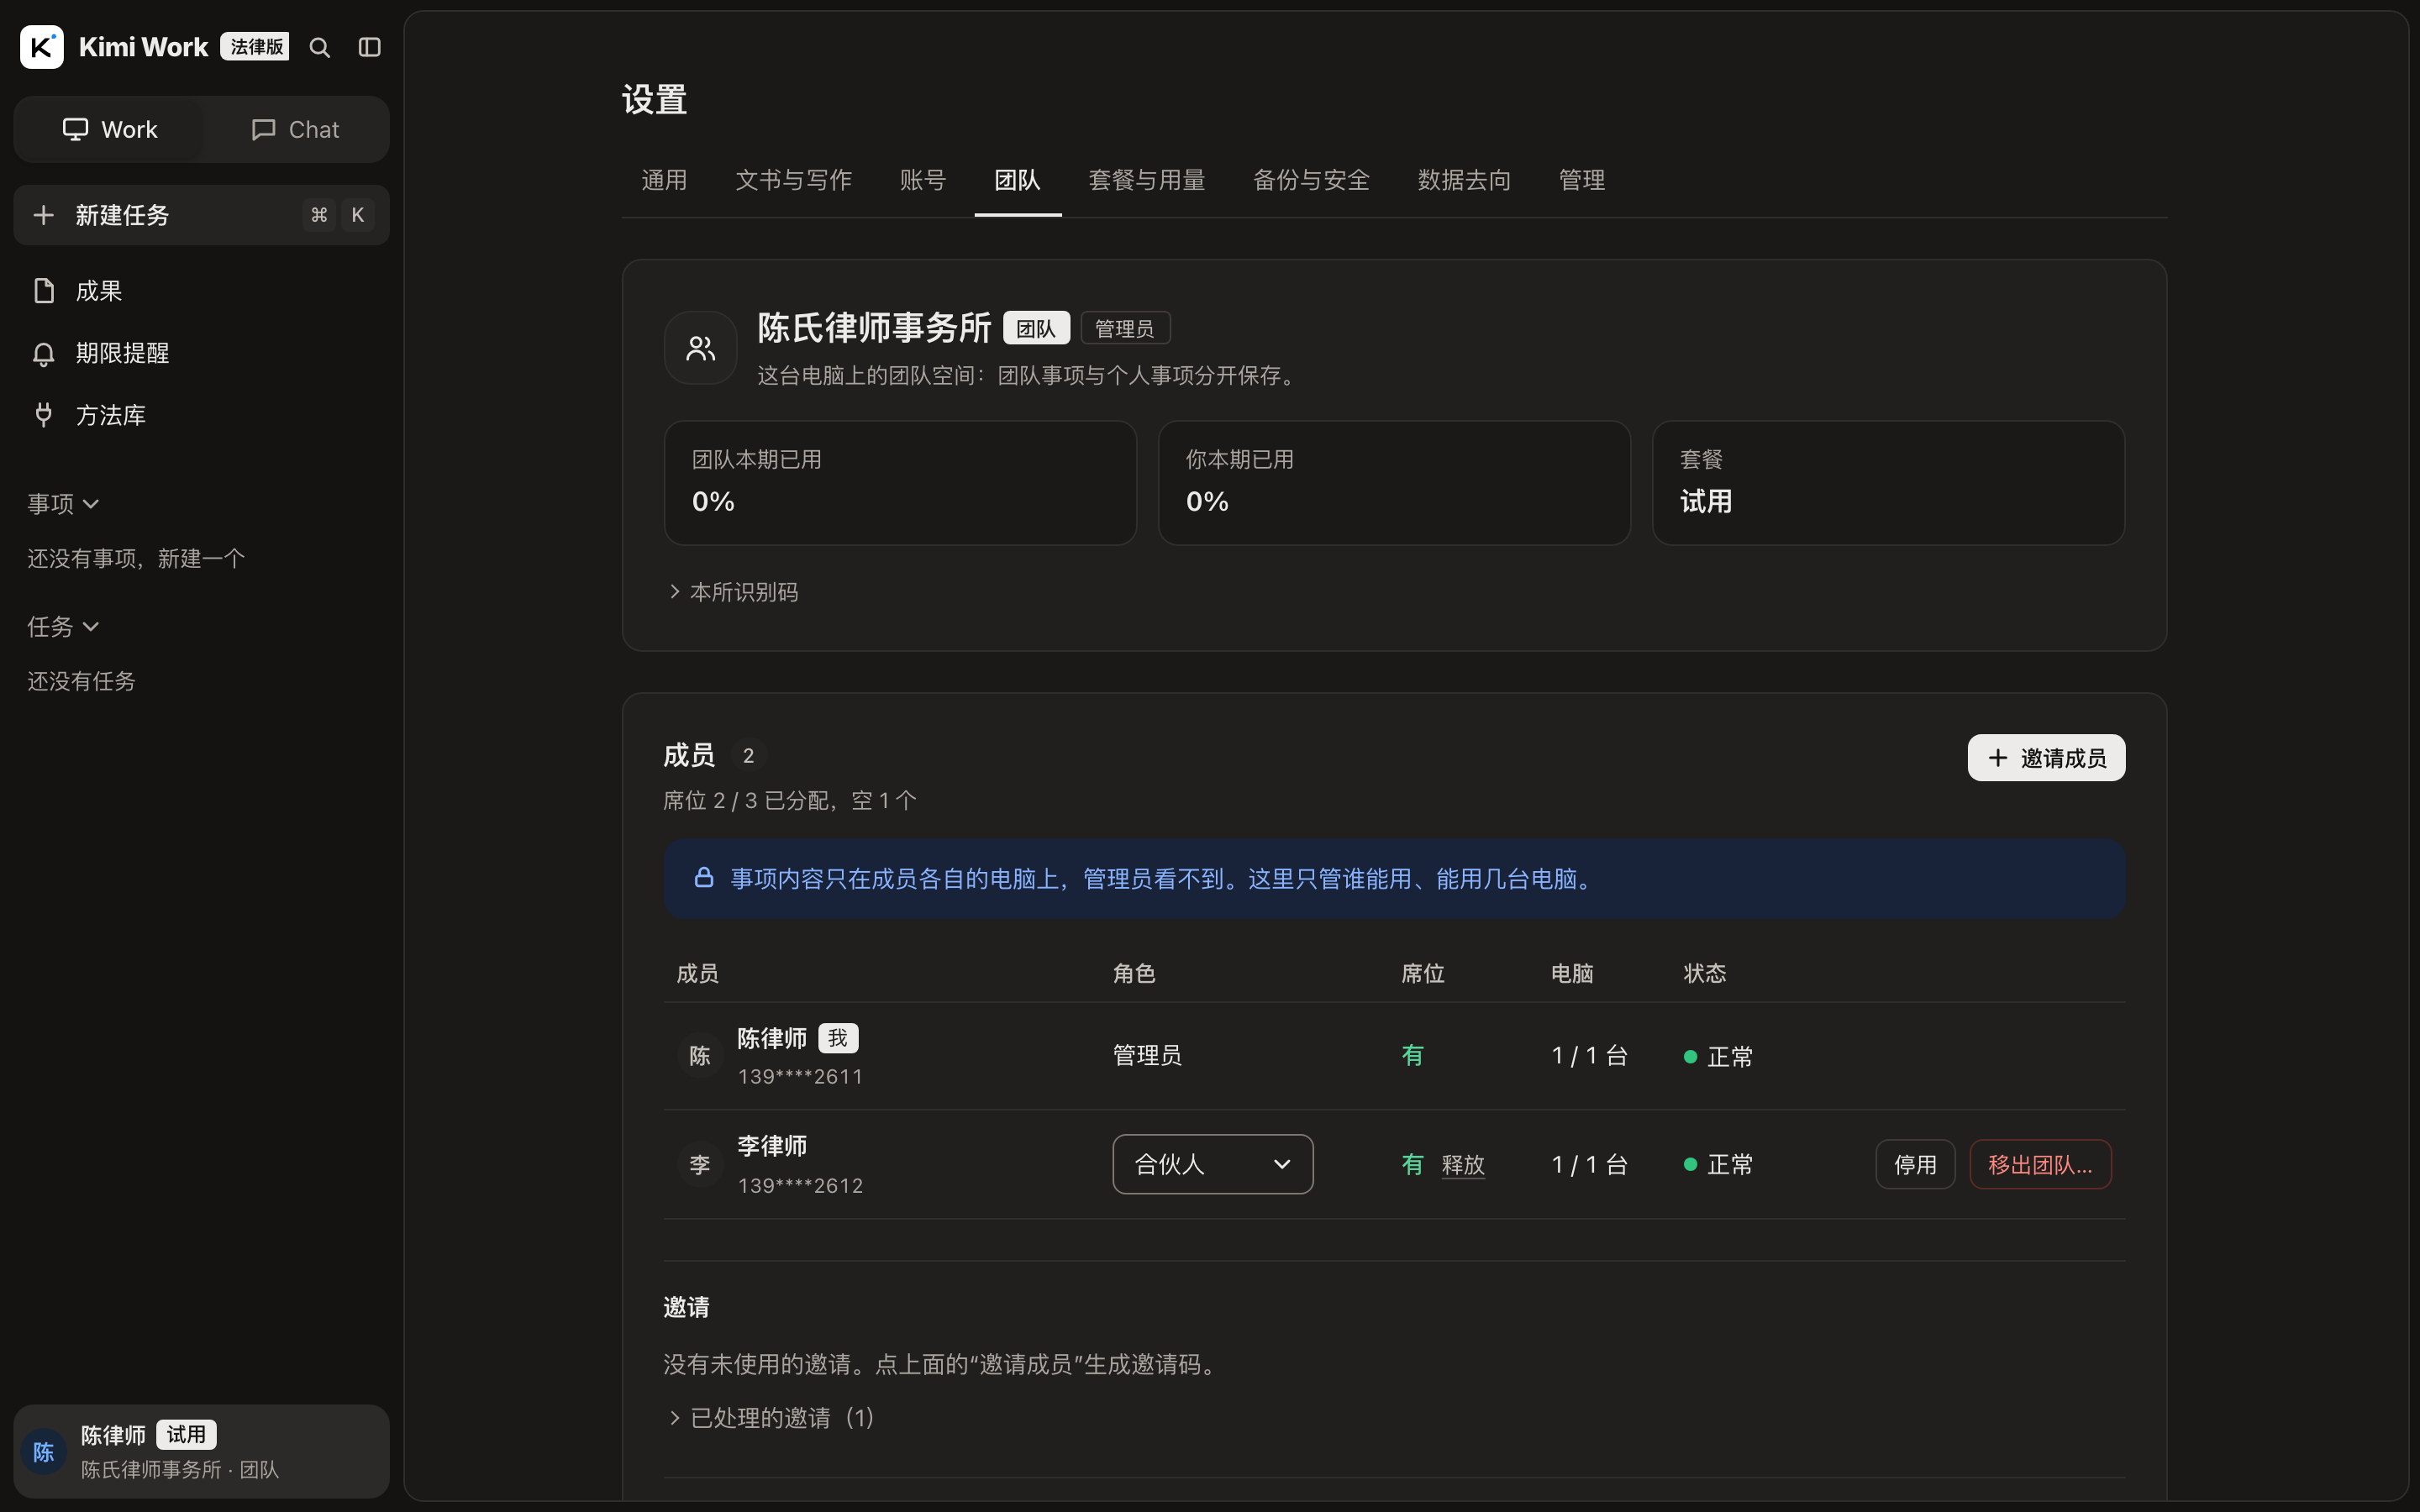 Kimi Work 法律版
Work Chat
新建任务 ⌘ K
成果
期限提醒
方法库
事项
还没有事项，新建一个
任务
还没有任务
陈 陈律师 试用
陈氏律师事务所 · 团队
设置
通用 文书与写作 账号 团队 套餐与用量 备份与安全 数据去向 管理
陈氏律师事务所 团队 管理员
这台电脑上的团队空间：团队事项与个人事项分开保存。
团队本期已用 你本期已用 套餐
0% 0% 试用
本所识别码
成员 2
邀请成员
席位 2 / 3 已分配，空 1 个
事项内容只在成员各自的电脑上，管理员看不到。这里只管谁能用、能用几台电脑。
成员 角色 席位 电脑 状态
陈 陈律师 我 管理员 有 1 / 1 台 正常
139****2611
李 李律师 合伙人 有 释放 1 / 1 台 正常 停用 移出团队...
139****2612
邀请
没有未使用的邀请。点上面的“邀请成员”生成邀请码。
已处理的邀请（1）